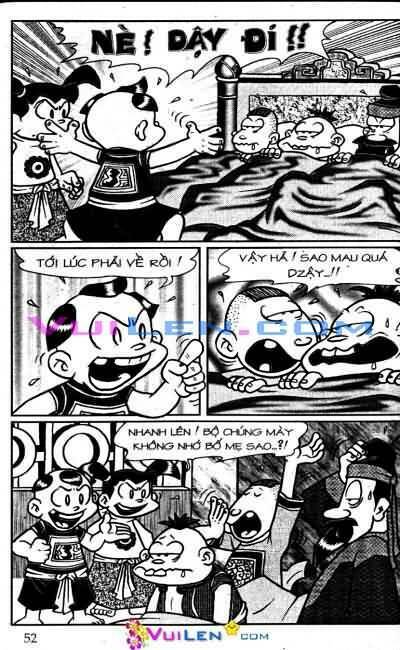 NÈ! DẬY ĐI!!
TỚI LÚC PHẢI VỀ RỒI!
VẬY HẢ! SAO MAU QUÁ
DZẬY..!!
VuiLen.com
NHANH LÊN! BỘ CHÚNG MÀY
KHÔNG NHỚ BỐ MẸ SAO..?!
52
VuiLen.com